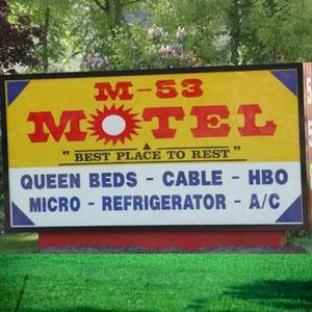 M-53
MOTEL
"BEST PLACE TO REST"
QUEEN BEDS - CABLE - HBO
MICRO - REFRIGERATOR - A/C